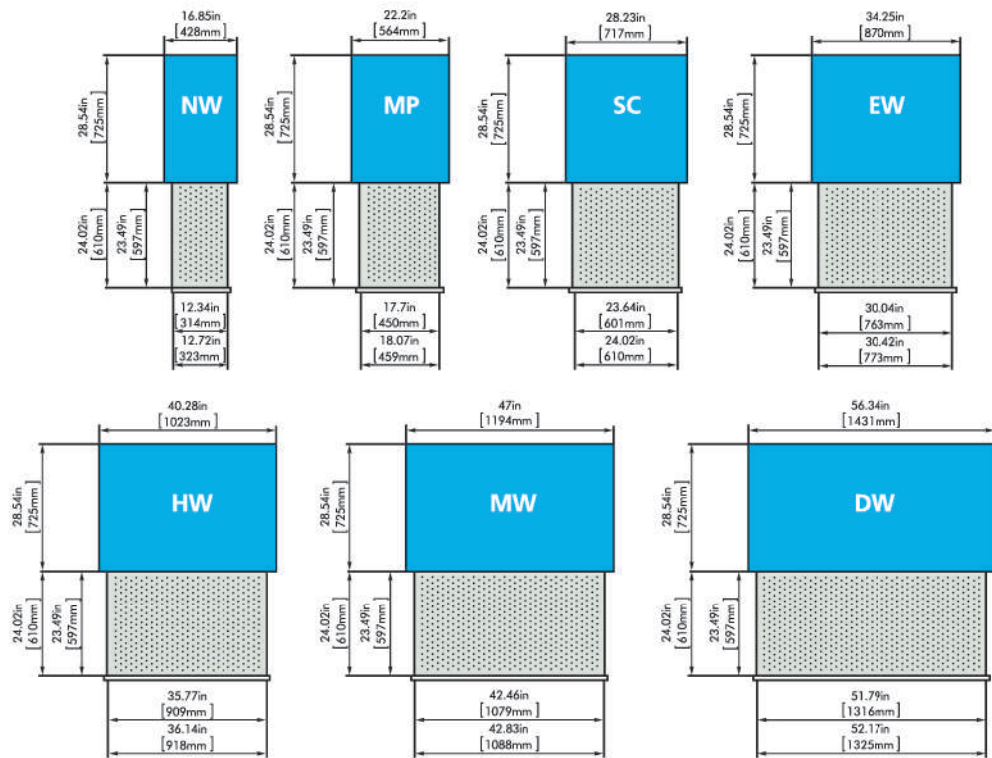 16.85in
[428mm]
22.2in
[564mm]
28.23in
[717mm]
34.25in
[870mm]
28.54in
[725mm]
NW
28.54in
[725mm]
MP
28.54in
[725mm]
SC
28.54in
[725mm]
EW
24.02in
[610mm]
23.49in
[597mm]
24.02in
[610mm]
23.49in
[597mm]
24.02in
[610mm]
23.49in
[597mm]
24.02in
[610mm]
23.49in
[597mm]
12.34in
[314mm]
12.72in
[323mm]
17.7in
[450mm]
18.07in
[459mm]
23.64in
[601mm]
24.02in
[610mm]
30.04in
[763mm]
30.42in
[773mm]
40.28in
[1023mm]
47in
[1194mm]
56.34in
[1431mm]
28.54in
[725mm]
HW
28.54in
[725mm]
MW
28.54in
[725mm]
DW
24.02in
[610mm]
23.49in
[597mm]
24.02in
[610mm]
23.49in
[597mm]
24.02in
[610mm]
23.49in
[597mm]
35.77in
[909mm]
36.14in
[918mm]
42.46in
[1079mm]
42.83in
[1088mm]
51.79in
[1316mm]
52.17in
[1325mm]